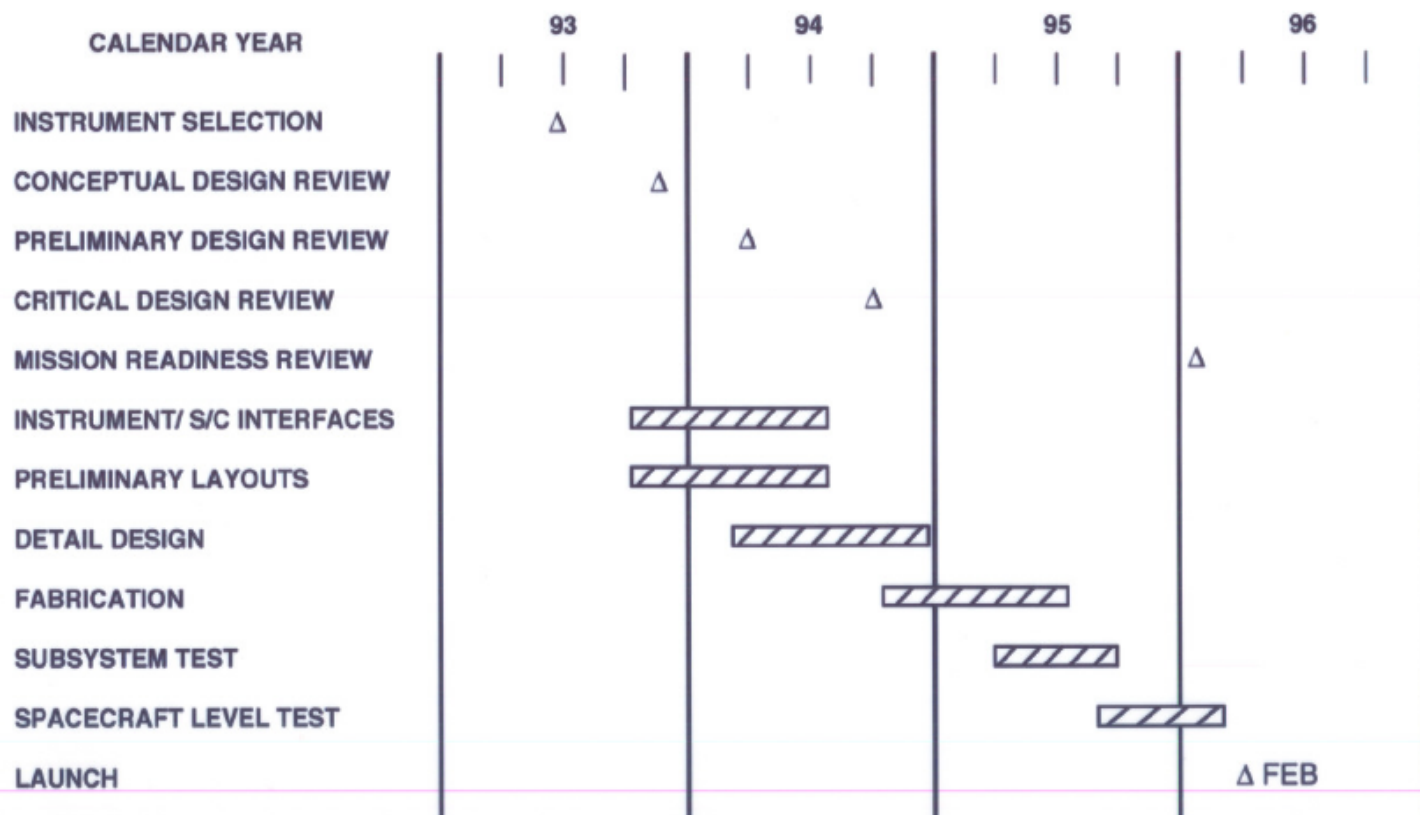 CALENDAR YEAR 93 94 95 96
INSTRUMENT SELECTION
CONCEPTUAL DESIGN REVIEW
PRELIMINARY DESIGN REVIEW
CRITICAL DESIGN REVIEW
MISSION READINESS REVIEW
INSTRUMENT/ S/C INTERFACES
PRELIMINARY LAYOUTS
DETAIL DESIGN
FABRICATION
SUBSYSTEM TEST
SPACECRAFT LEVEL TEST
LAUNCH FEB